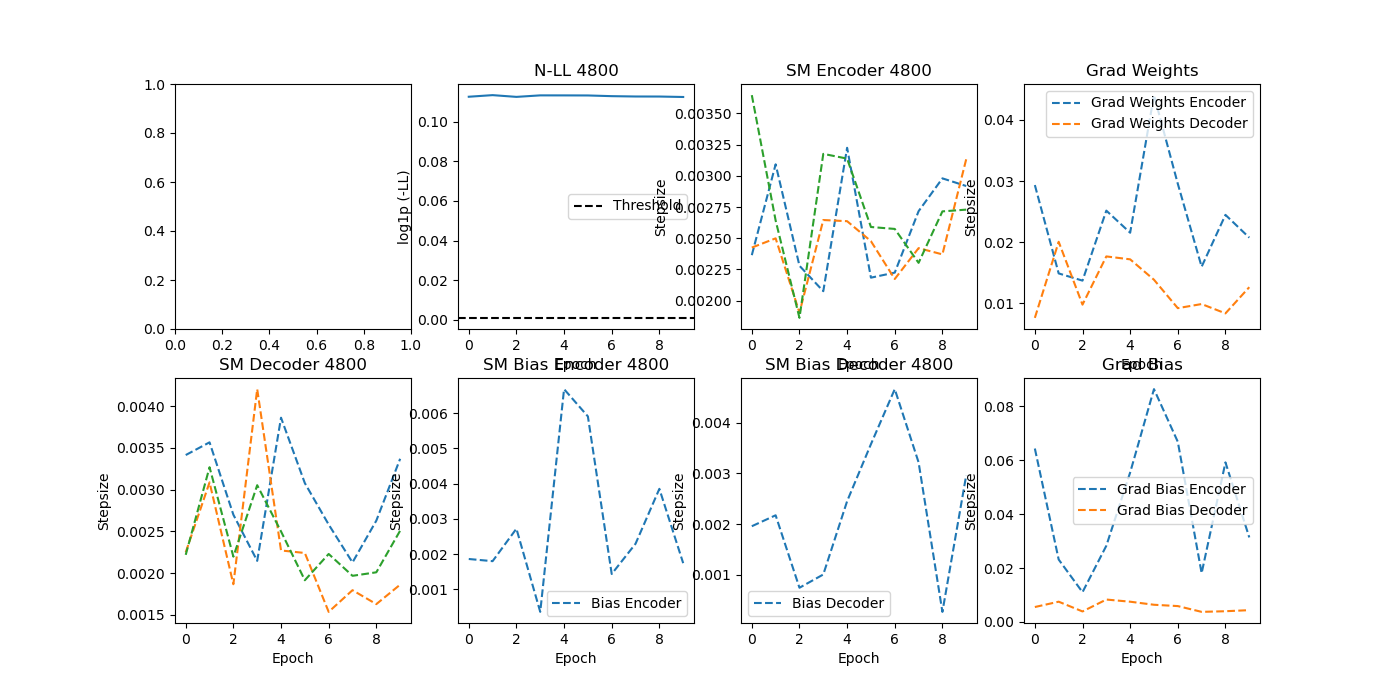 N-LL 4800
SM Encoder 4800
Grad Weights
1.0
0.8
0.6
0.4
0.2
0.0
0.0 0.2 0.4 0.6 0.8 1.0
log1p (-LL)
0.10
0.08
0.06
0.04
0.02
0.00
Threshold
0 2 4 6 8
Epoch
Stepsize
0.00350
0.00325
0.00300
0.00275
0.00250
0.00225
0.00200
0 2 4 6 8
Epoch
Stepsize
0.04
0.03
0.02
0.01
Grad Weights Encoder
Grad Weights Decoder
0 2 4 6 8
Epoch
SM Decoder 4800
SM Bias Encoder 4800
SM Bias Decoder 4800
Grad Bias
Stepsize
0.0040
0.0035
0.0030
0.0025
0.0020
0.0015
0 2 4 6 8
Epoch
Stepsize
0.006
0.005
0.004
0.003
0.002
0.001
Bias Encoder
0 2 4 6 8
Epoch
Stepsize
0.004
0.003
0.002
0.001
Bias Decoder
0 2 4 6 8
Epoch
Stepsize
0.08
0.06
0.04
0.02
0.00
Grad Bias Encoder
Grad Bias Decoder
0 2 4 6 8
Epoch